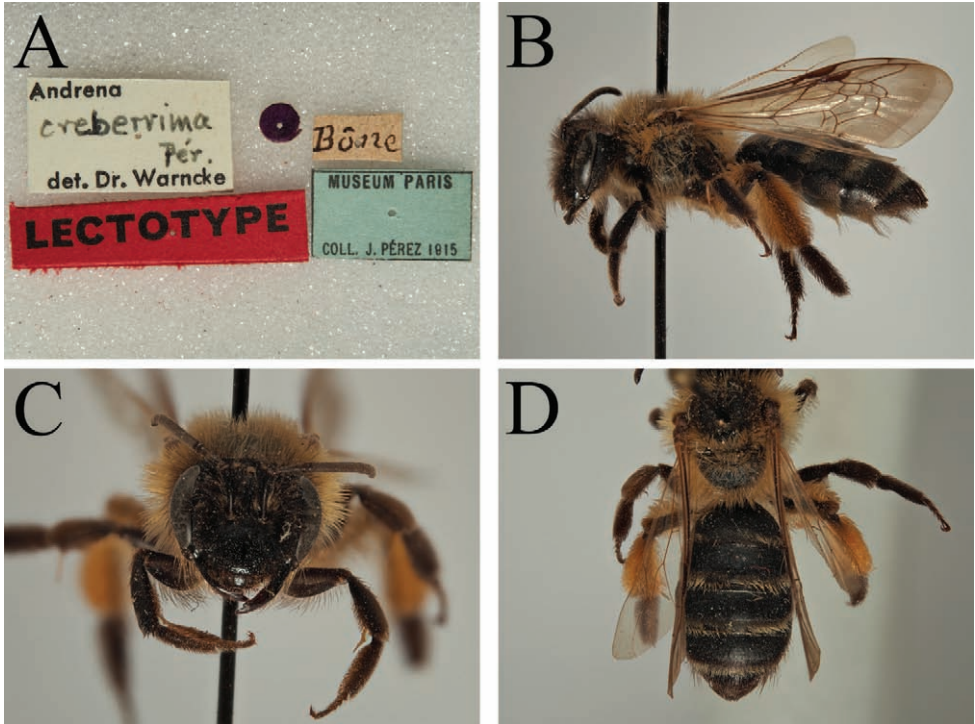 A
Andrena
creberrima
Pér.
det. Dr. Warncke
Bône
LECTOTYPE
MUSEUM PARIS
COLL. J. PÉREZ 1915
B
C
D